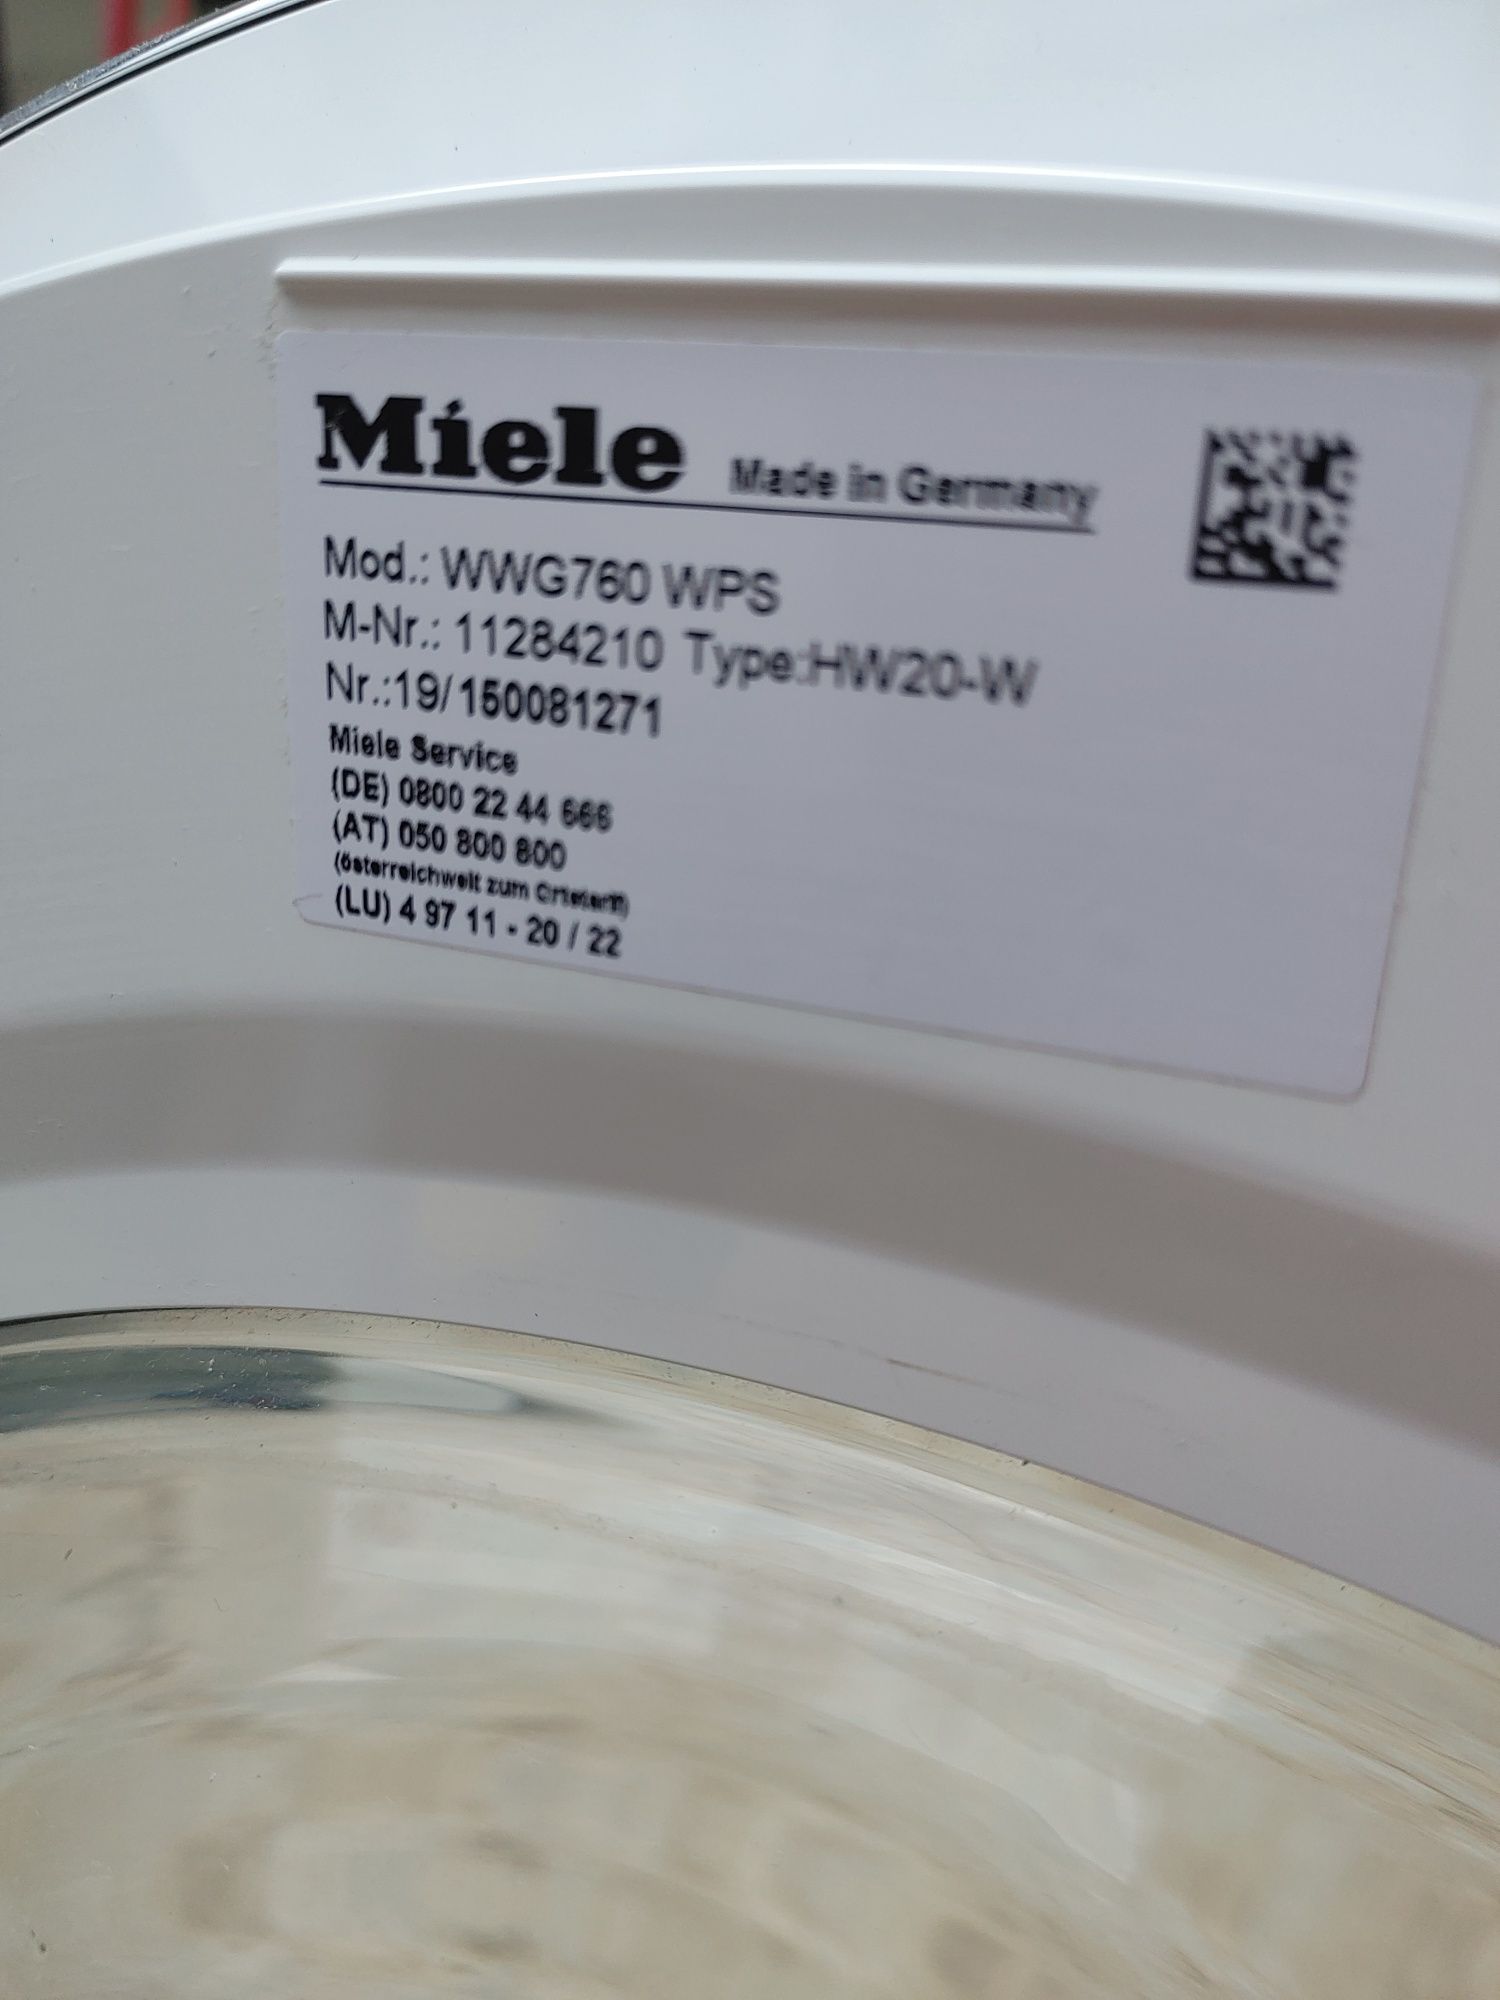 Miele Made in Germany
Mod.: WWG760 WPS
M-Nr.: 11284210 Type:HW20-W
Nr.:19/150081271
Miele Service
(DE) 0800 22 44 666
(AT) 050 800 800
(österreichweit zum Ortstarif)
(LU) 4 97 11 - 20 / 22